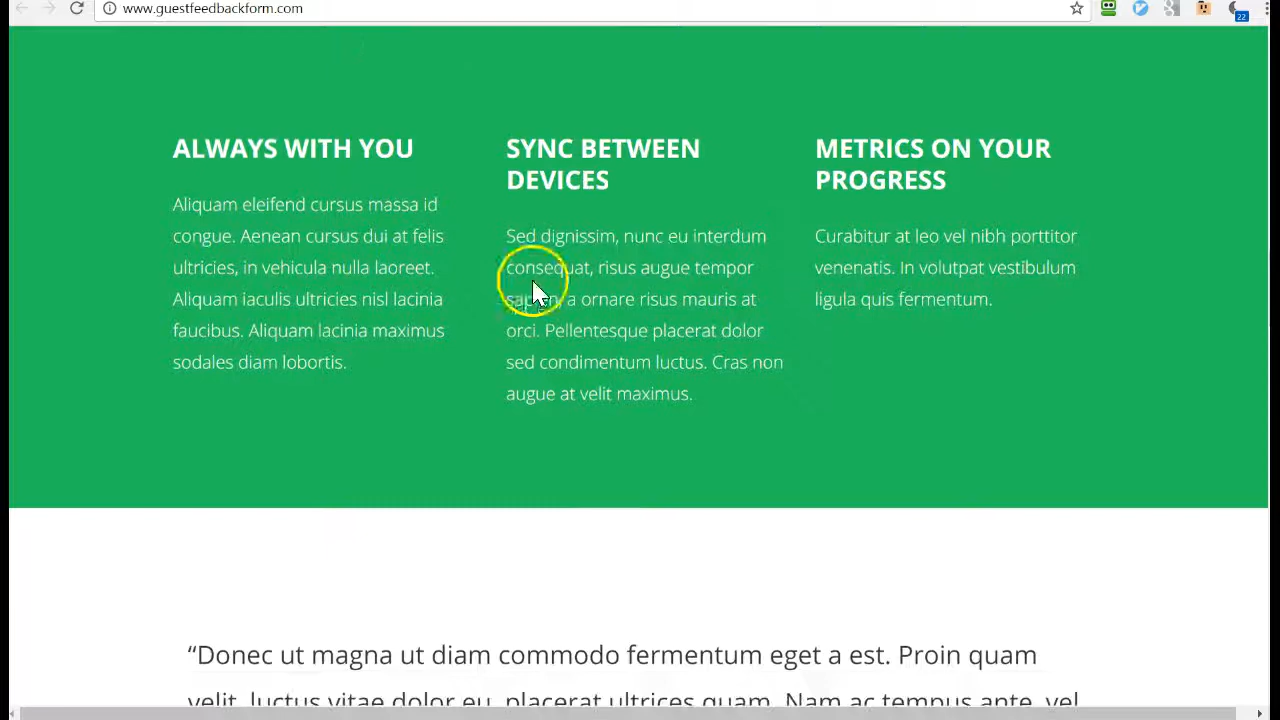 www.guestfeedbackform.com
22
ALWAYS WITH YOU
Aliquam eleifend cursus massa id
congue. Aenean cursus dui at felis
ultricies, in vehicula nulla laoreet.
Aliquam iaculis ultricies nisl lacinia
faucibus. Aliquam lacinia maximus
sodales diam lobortis.
SYNC BETWEEN
DEVICES
Sed dignissim, nunc eu interdum
consequat, risus augue tempor
sapien, a ornare risus mauris at
orci. Pellentesque placerat dolor
sed condimentum luctus. Cras non
augue at velit maximus.
METRICS ON YOUR
PROGRESS
Curabitur at leo vel nibh porttitor
venenatis. In volutpat vestibulum
ligula quis fermentum.
“Donec ut magna ut diam commodo fermentum eget a est. Proin quam
velit, luctus vitae dolor eu, placerat ultrices quam. Nam ac tempus ante, vel